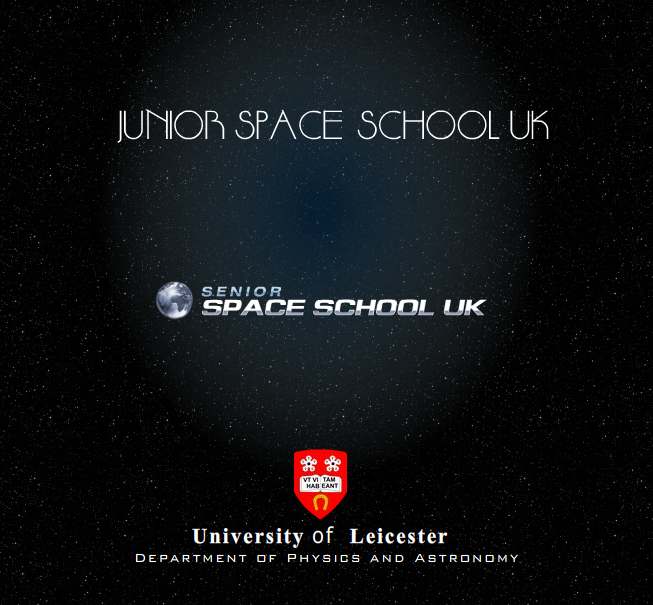 JUNIOR SPACE SCHOOL UK
SENIOR
SPACE SCHOOL UK
VT VI TAM
HAB EANT
University of Leicester
DEPARTMENT OF PHYSICS AND ASTRONOMY